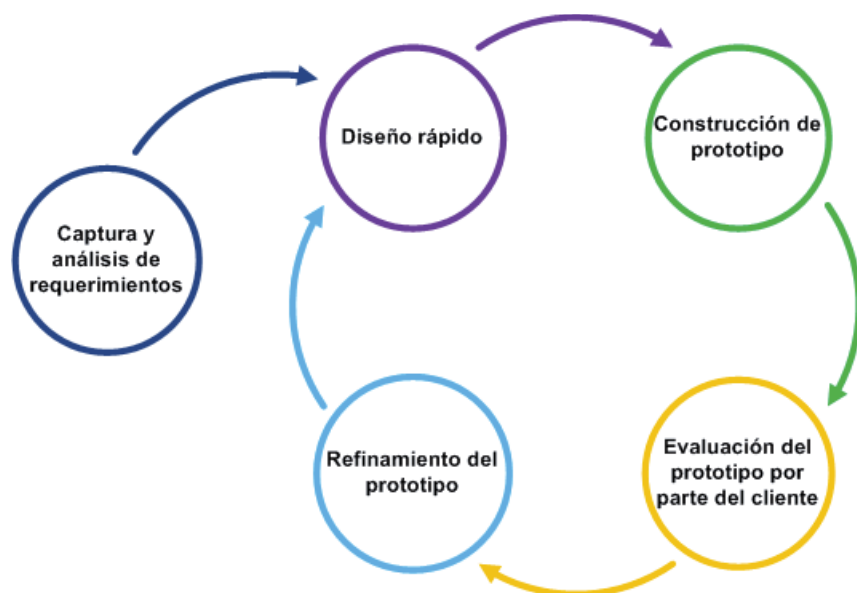 Captura y
análisis de
requerimientos
Diseño rápido
Construcción de
prototipo
Evaluación del
prototipo por
parte del cliente
Refinamiento del
prototipo